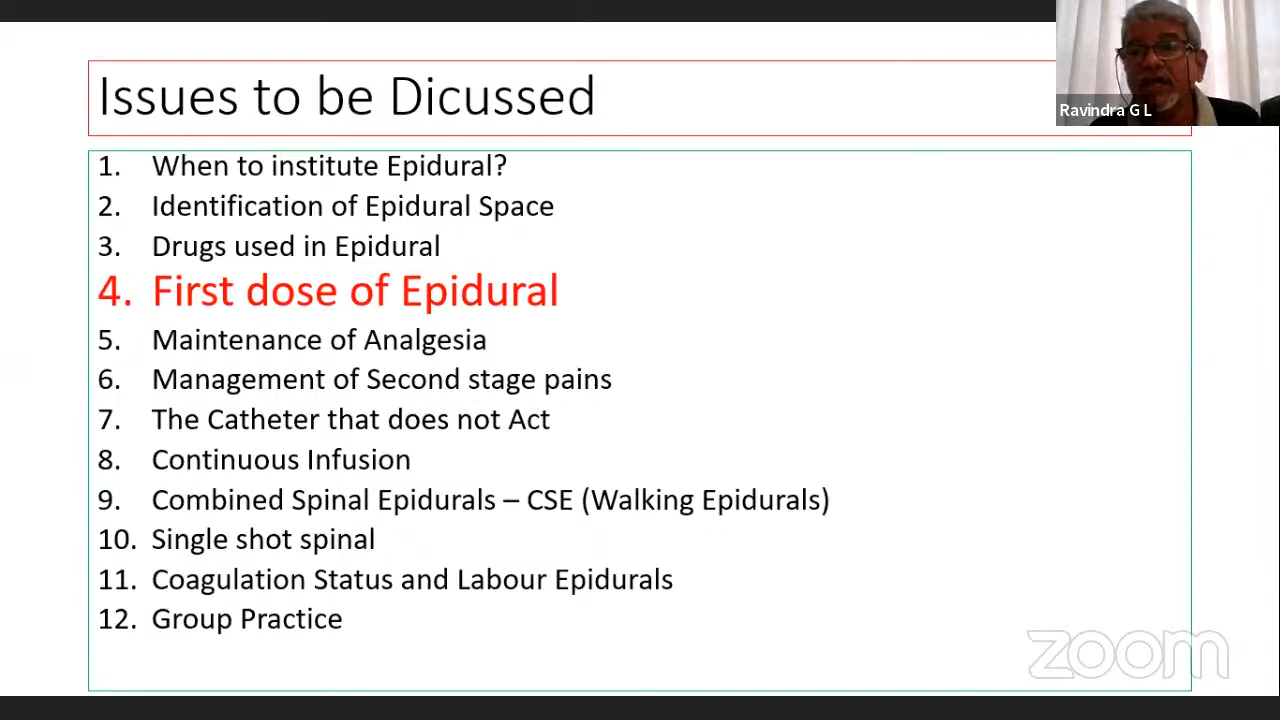 Issues to be Dicussed
Ravindra G L
1. When to institute Epidural?
2. Identification of Epidural Space
3. Drugs used in Epidural
4. First dose of Epidural
5. Maintenance of Analgesia
6. Management of Second stage pains
7. The Catheter that does not Act
8. Continuous Infusion
9. Combined Spinal Epidurals – CSE (Walking Epidurals)
10. Single shot spinal
11. Coagulation Status and Labour Epidurals
12. Group Practice
zoom